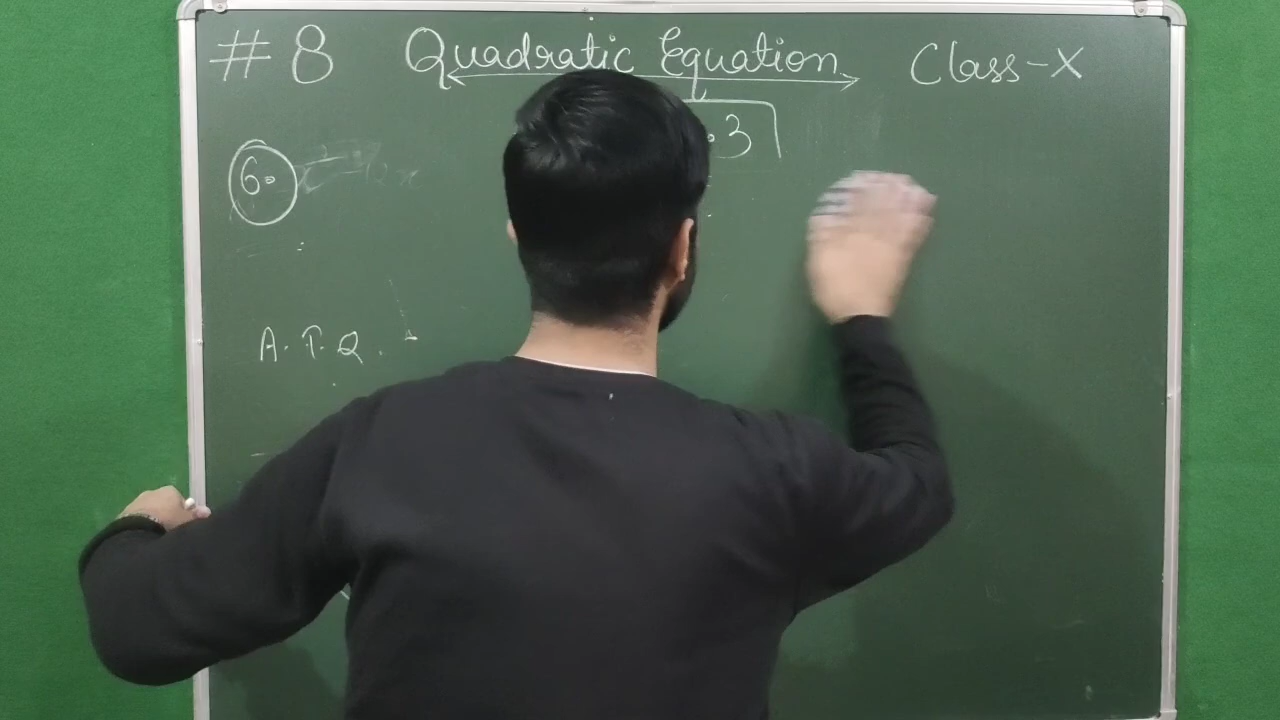 #8 Quadratic Equation Class-X
.3
6.
A.T.Q.